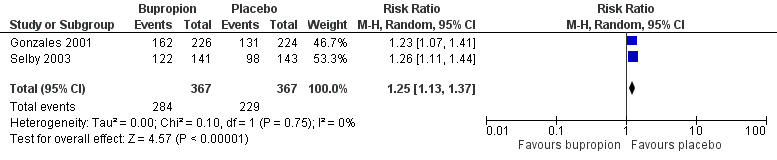 Bupropion Placebo Risk Ratio Risk Ratio
Study or Subgroup Events Total Events Total Weight M-H, Random, 95% CI M-H, Random, 95% CI
Gonzales 2001 162 226 131 224 46.7% 1.23 [1.07, 1.41]
Selby 2003 122 141 98 143 53.3% 1.26 [1.11, 1.44]
Total (95% CI) 367 367 100.0% 1.25 [1.13, 1.37]
Total events 284 229
Heterogeneity: Tau² = 0.00; Chi² = 0.10, df = 1 (P = 0.75); I² = 0%
Test for overall effect: Z = 4.57 (P < 0.00001)
0.01 0.1 1 10 100
Favours bupropion Favours placebo